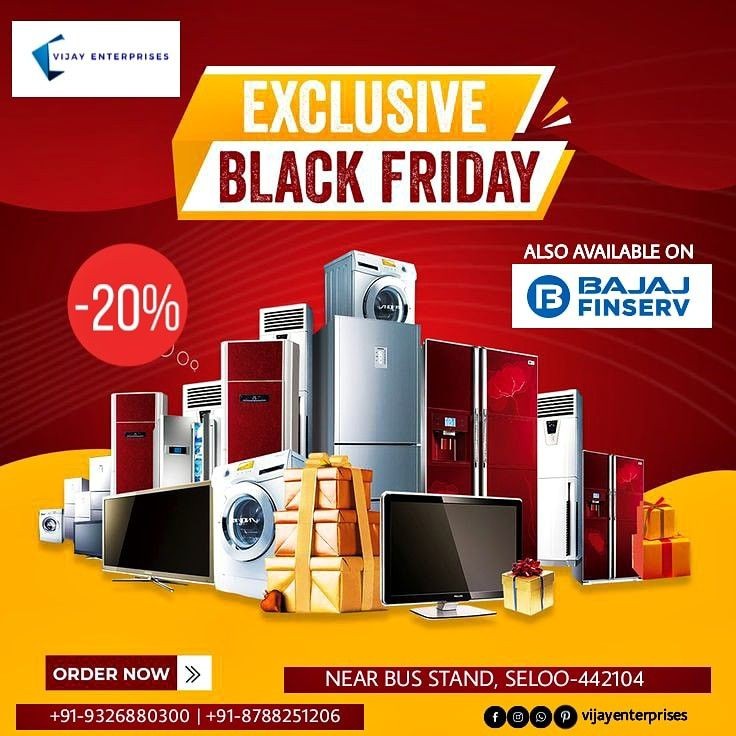 VIJAY ENTERPRISES
EXCLUSIVE
BLACK FRIDAY
-20%
ALSO AVAILABLE ON
BAJAJ
FINSERV
ORDER NOW
NEAR BUS STAND, SELOO-442104
+91-9326880300 | +91-8788251206
vijayenterprises